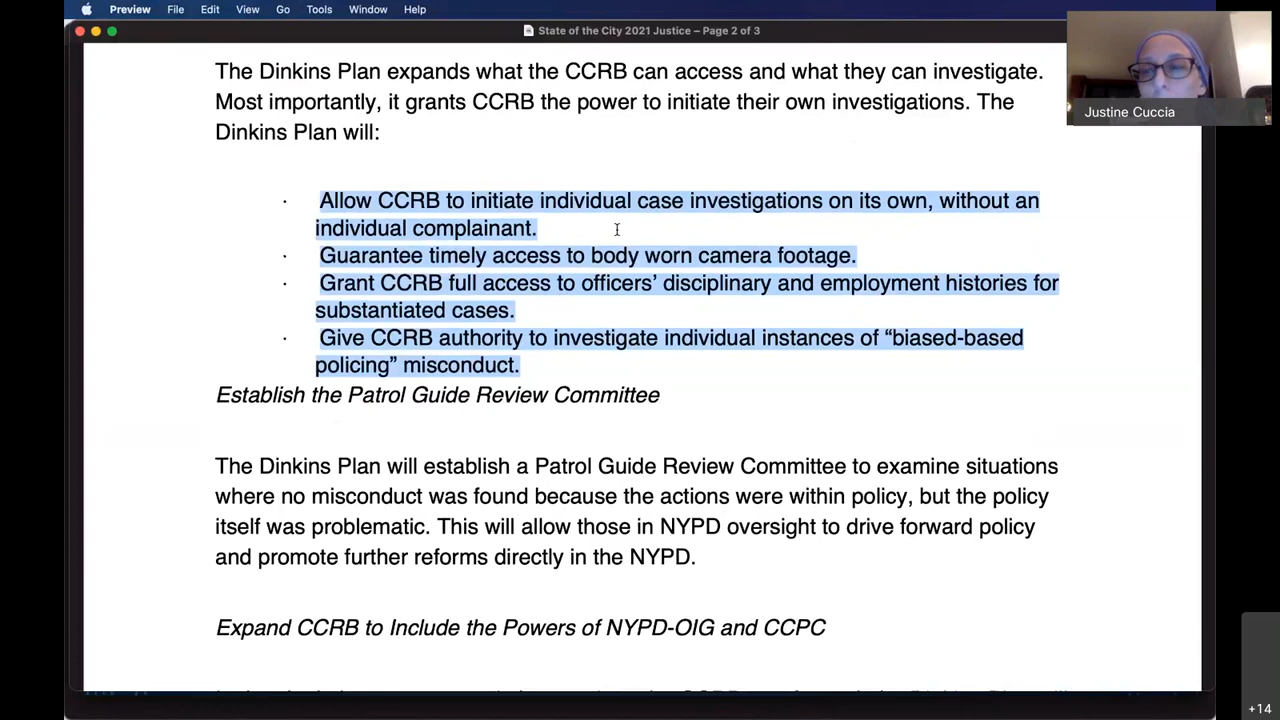 Preview File Edit View Go Tools Window Help
State of the City 2021 Justice – Page 2 of 3
Justine Cuccia
The Dinkins Plan expands what the CCRB can access and what they can investigate.
Most importantly, it grants CCRB the power to initiate their own investigations. The
Dinkins Plan will:
· Allow CCRB to initiate individual case investigations on its own, without an
individual complainant.
· Guarantee timely access to body worn camera footage.
· Grant CCRB full access to officers’ disciplinary and employment histories for
substantiated cases.
· Give CCRB authority to investigate individual instances of “biased-based
policing” misconduct.
Establish the Patrol Guide Review Committee
The Dinkins Plan will establish a Patrol Guide Review Committee to examine situations
where no misconduct was found because the actions were within policy, but the policy
itself was problematic. This will allow those in NYPD oversight to drive forward policy
and promote further reforms directly in the NYPD.
Expand CCRB to Include the Powers of NYPD-OIG and CCPC
+14